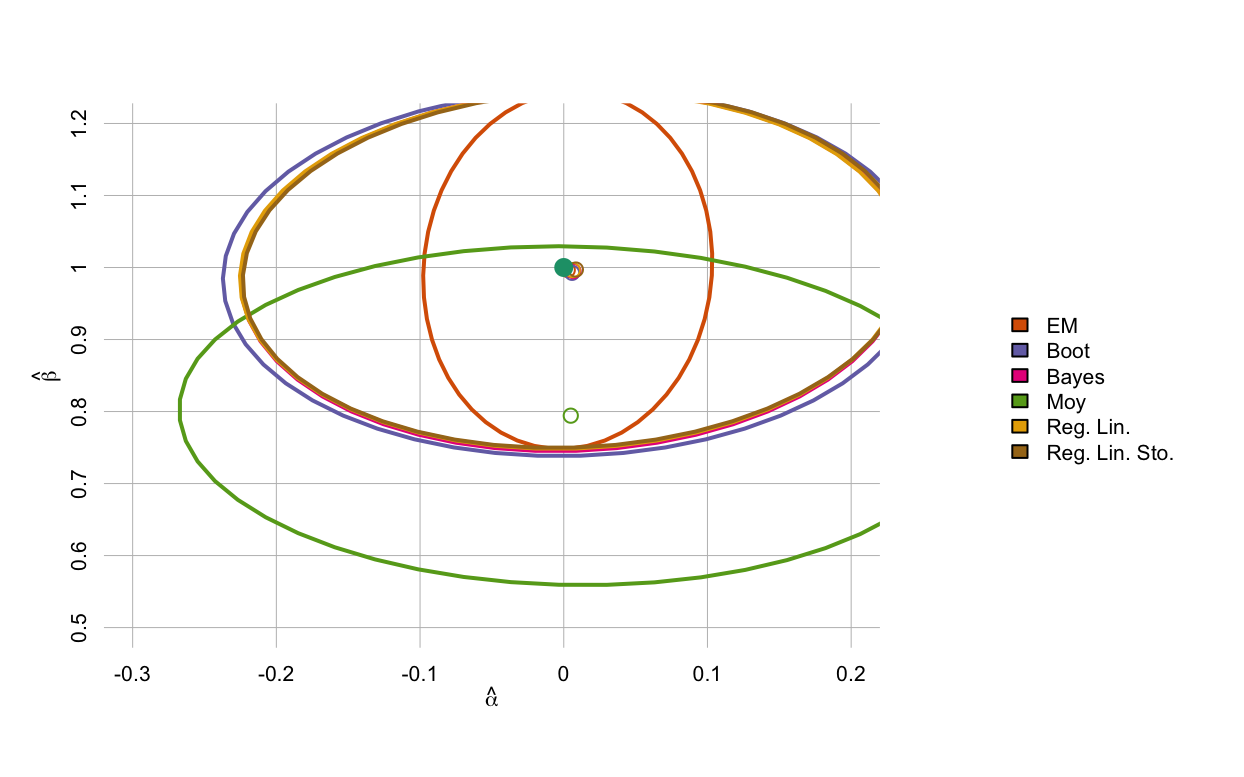 1.2
1.1
1
0.9
0.8
0.7
0.6
0.5
β̂
-0.3 -0.2 -0.1 0 0.1 0.2
α̂
EM
Boot
Bayes
Moy
Reg. Lin.
Reg. Lin. Sto.